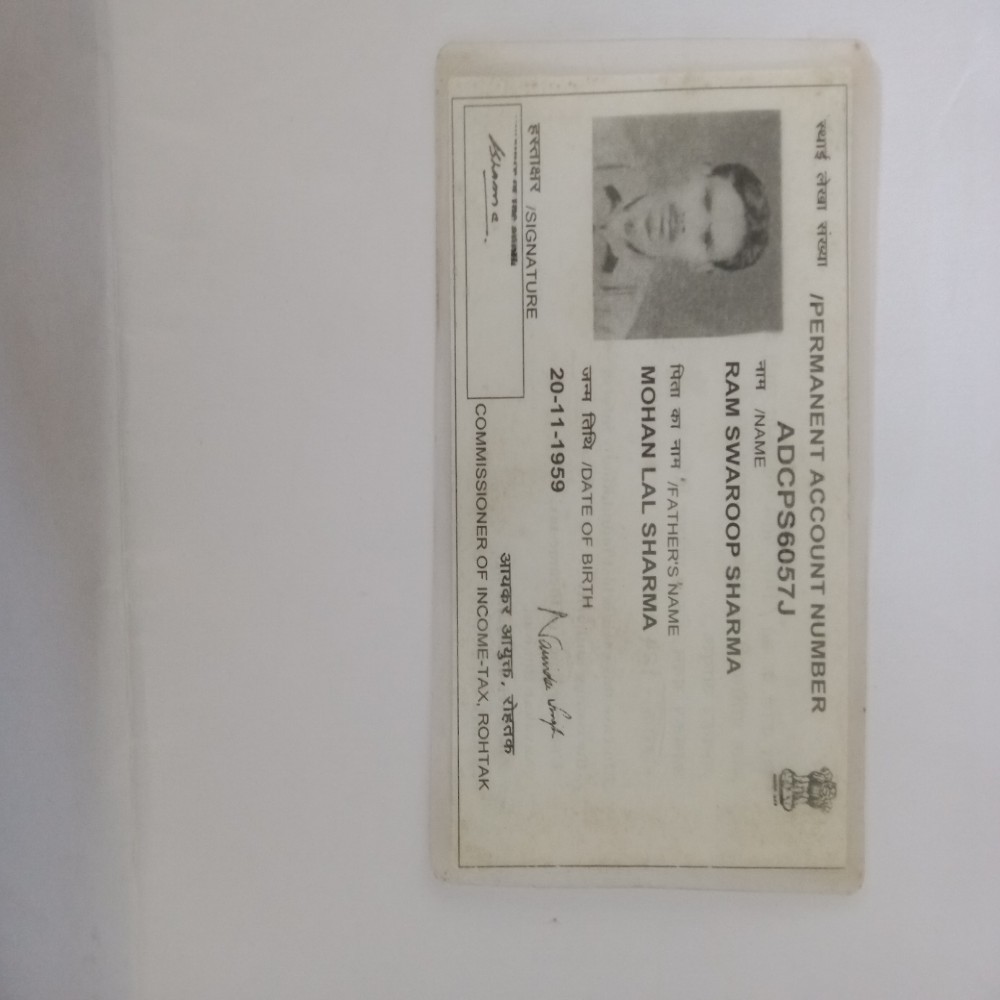 स्थाई लेखा संख्या /PERMANENT ACCOUNT NUMBER
ADCPS6057J
नाम /NAME
RAM SWAROOP SHARMA
पिता का नाम /FATHER'S NAME
MOHAN LAL SHARMA
जन्म तिथि /DATE OF BIRTH
20-11-1959
हस्ताक्षर /SIGNATURE
आयकर आयुक्त, रोहतक
COMMISSIONER OF INCOME-TAX, ROHTAK